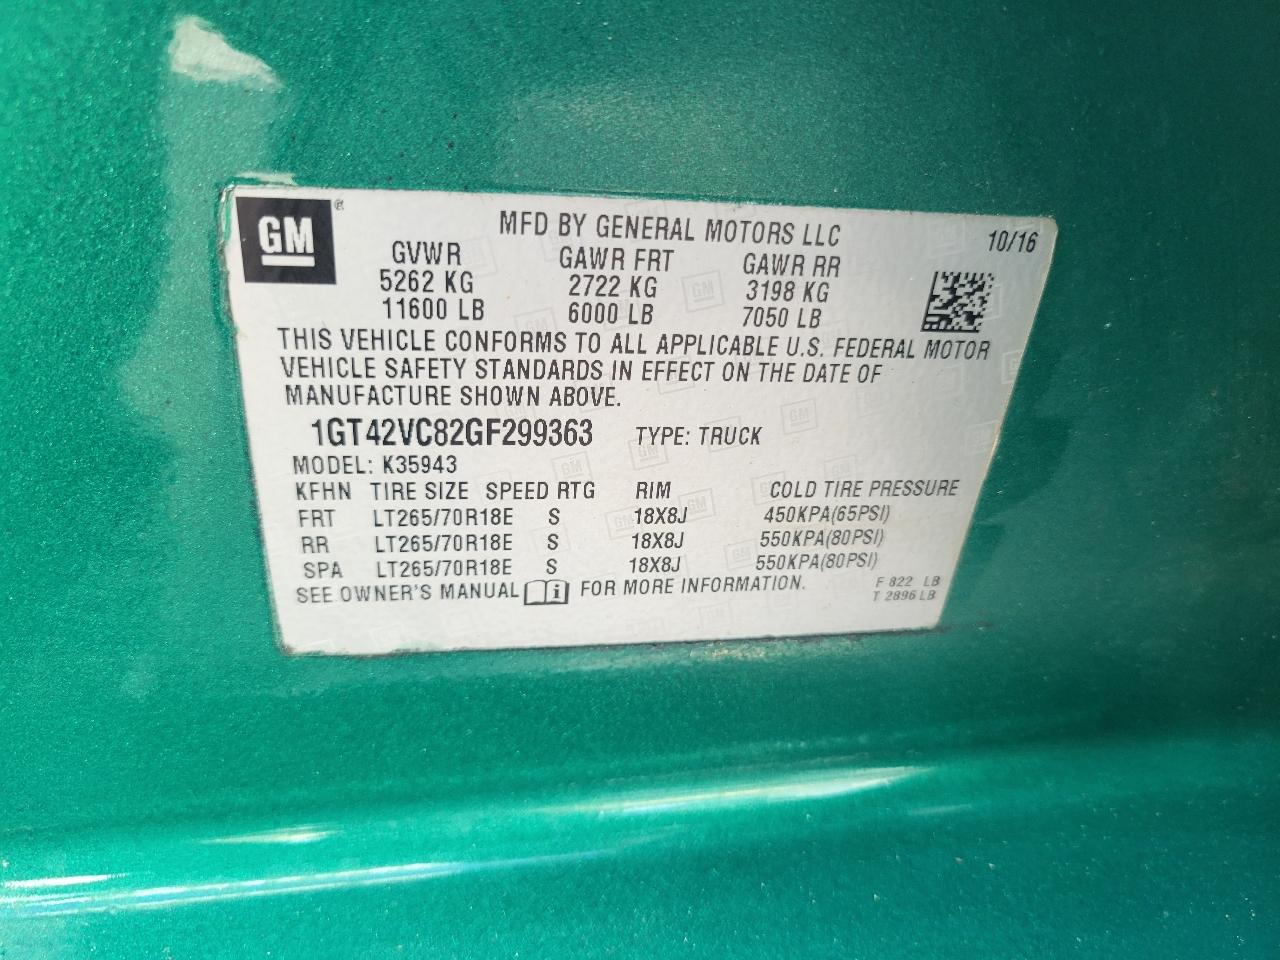 GM ®
MFD BY GENERAL MOTORS LLC 10/16
GVWR GAWR FRT GAWR RR
5262 KG 2722 KG 3198 KG
11600 LB 6000 LB 7050 LB
THIS VEHICLE CONFORMS TO ALL APPLICABLE U.S. FEDERAL MOTOR
VEHICLE SAFETY STANDARDS IN EFFECT ON THE DATE OF
MANUFACTURE SHOWN ABOVE.
1GT42VC82GF299363 TYPE: TRUCK
MODEL: K35943
KFHN TIRE SIZE SPEED RTG RIM COLD TIRE PRESSURE
FRT LT265/70R18E S 18X8J 450KPA(65PSI)
RR LT265/70R18E S 18X8J 550KPA(80PSI)
SPA LT265/70R18E S 18X8J 550KPA(80PSI)
SEE OWNER'S MANUAL i FOR MORE INFORMATION.
F 822 LB
T 2896 LB